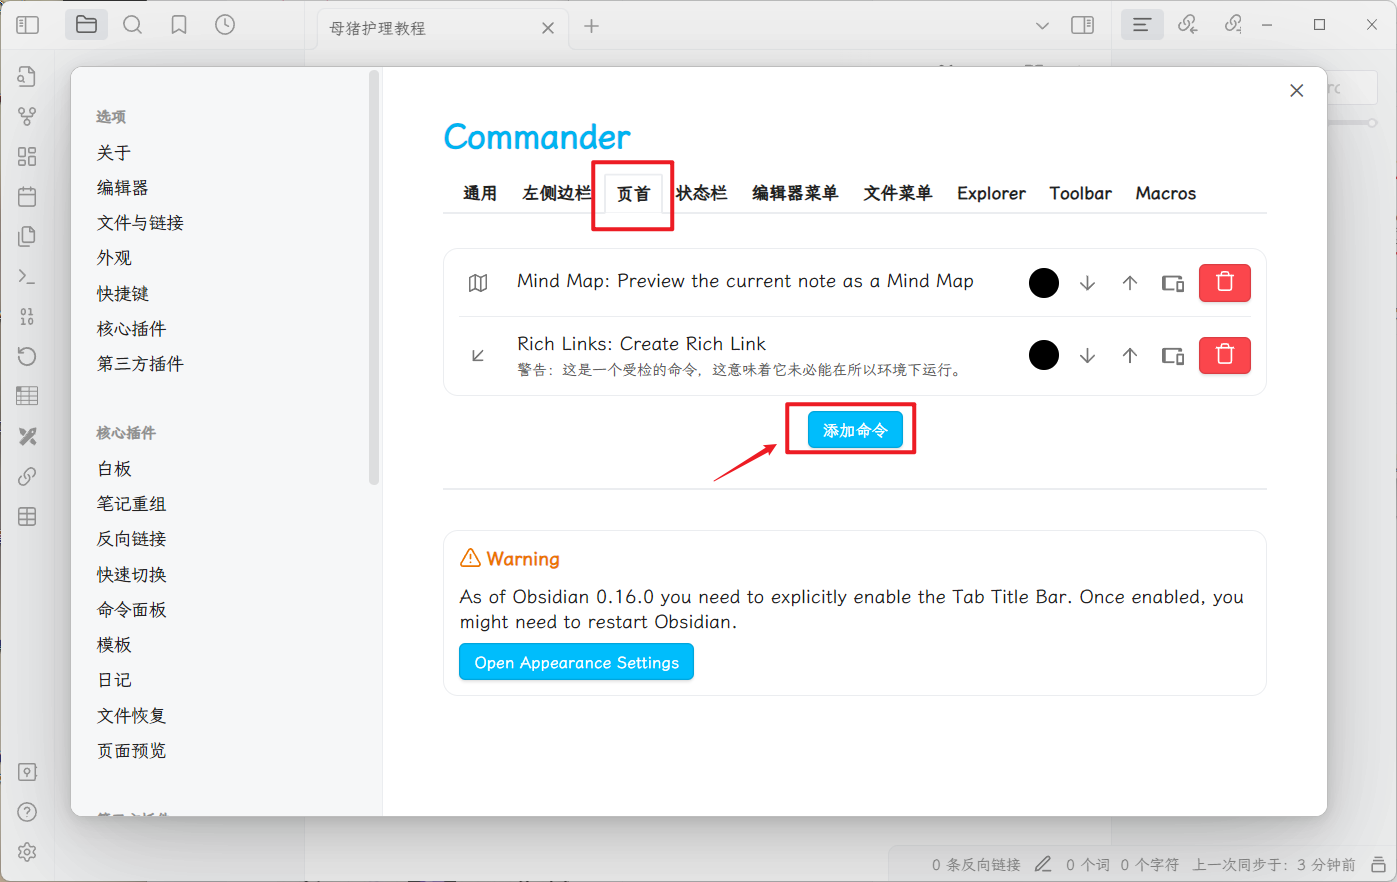 母猪护理教程
选项
关于
编辑器
文件与链接
外观
快捷键
核心插件
第三方插件
核心插件
白板
笔记重组
反向链接
快速切换
命令面板
模板
日记
文件恢复
页面预览
Commander
通用 左侧边栏 页首 状态栏 编辑器菜单 文件菜单 Explorer Toolbar Macros
Mind Map: Preview the current note as a Mind Map
Rich Links: Create Rich Link
警告：这是一个受检的命令，这意味着它未必能在所以环境下运行。
添加命令
Warning
As of Obsidian 0.16.0 you need to explicitly enable the Tab Title Bar. Once enabled, you
might need to restart Obsidian.
Open Appearance Settings
0 条反向链接 0 个词 0 个字符 上一次同步于：3 分钟前